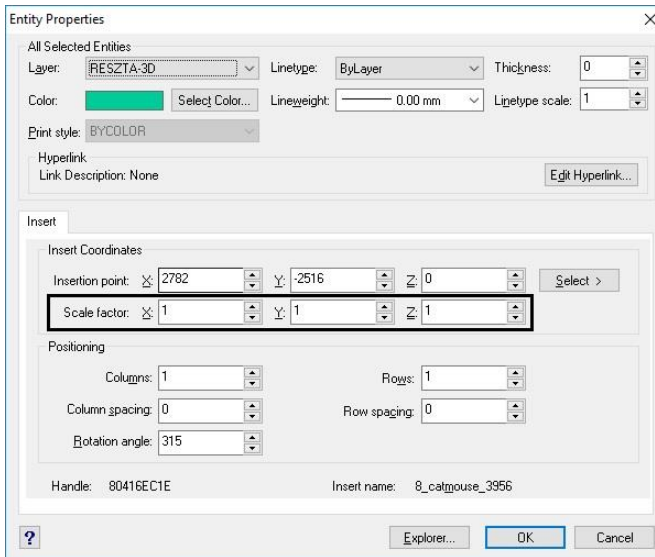 Entity Properties
All Selected Entities
Layer: RESZTA-3D Linetype: ByLayer Thickness: 0
Color: Select Color... Lineweight: 0.00 mm Linetype scale: 1
Print style: BYCOLOR
Hyperlink
Link Description: None Edit Hyperlink...
Insert
Insert Coordinates
Insertion point: X: 2782 Y: -2516 Z: 0 Select >
Scale factor: X: 1 Y: 1 Z: 1
Positioning
Columns: 1 Rows: 1
Column spacing: 0 Row spacing: 0
Rotation angle: 315
Handle: 80416EC1E Insert name: 8_catmouse_3956
? Explorer... OK Cancel